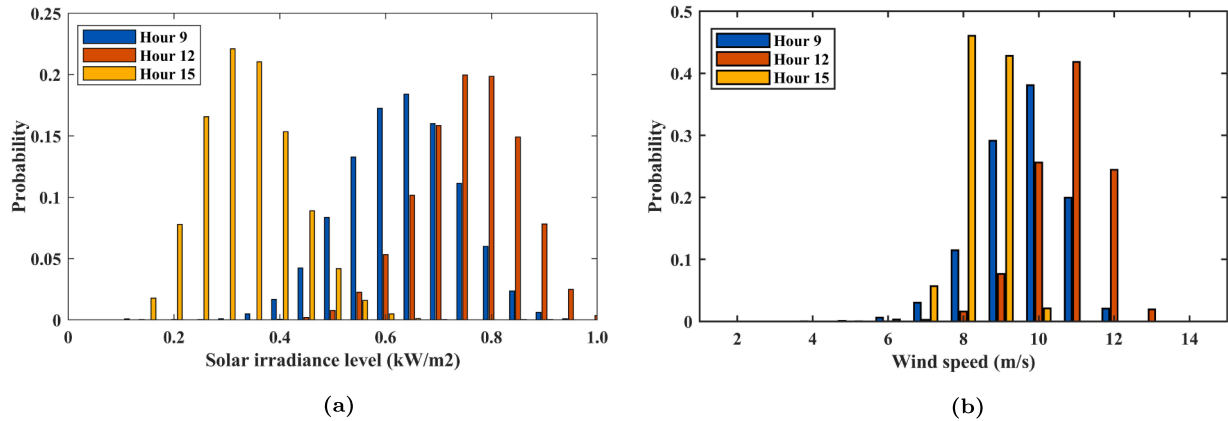 0.25
0.2
0.15
0.1
0.05
0
Probability
Hour 9
Hour 12
Hour 15
0 0.2 0.4 0.6 0.8 1.0
Solar irradiance level (kW/m2)
(a)
0.5
0.4
0.3
0.2
0.1
0
Probability
Hour 9
Hour 12
Hour 15
2 4 6 8 10 12 14
Wind speed (m/s)
(b)